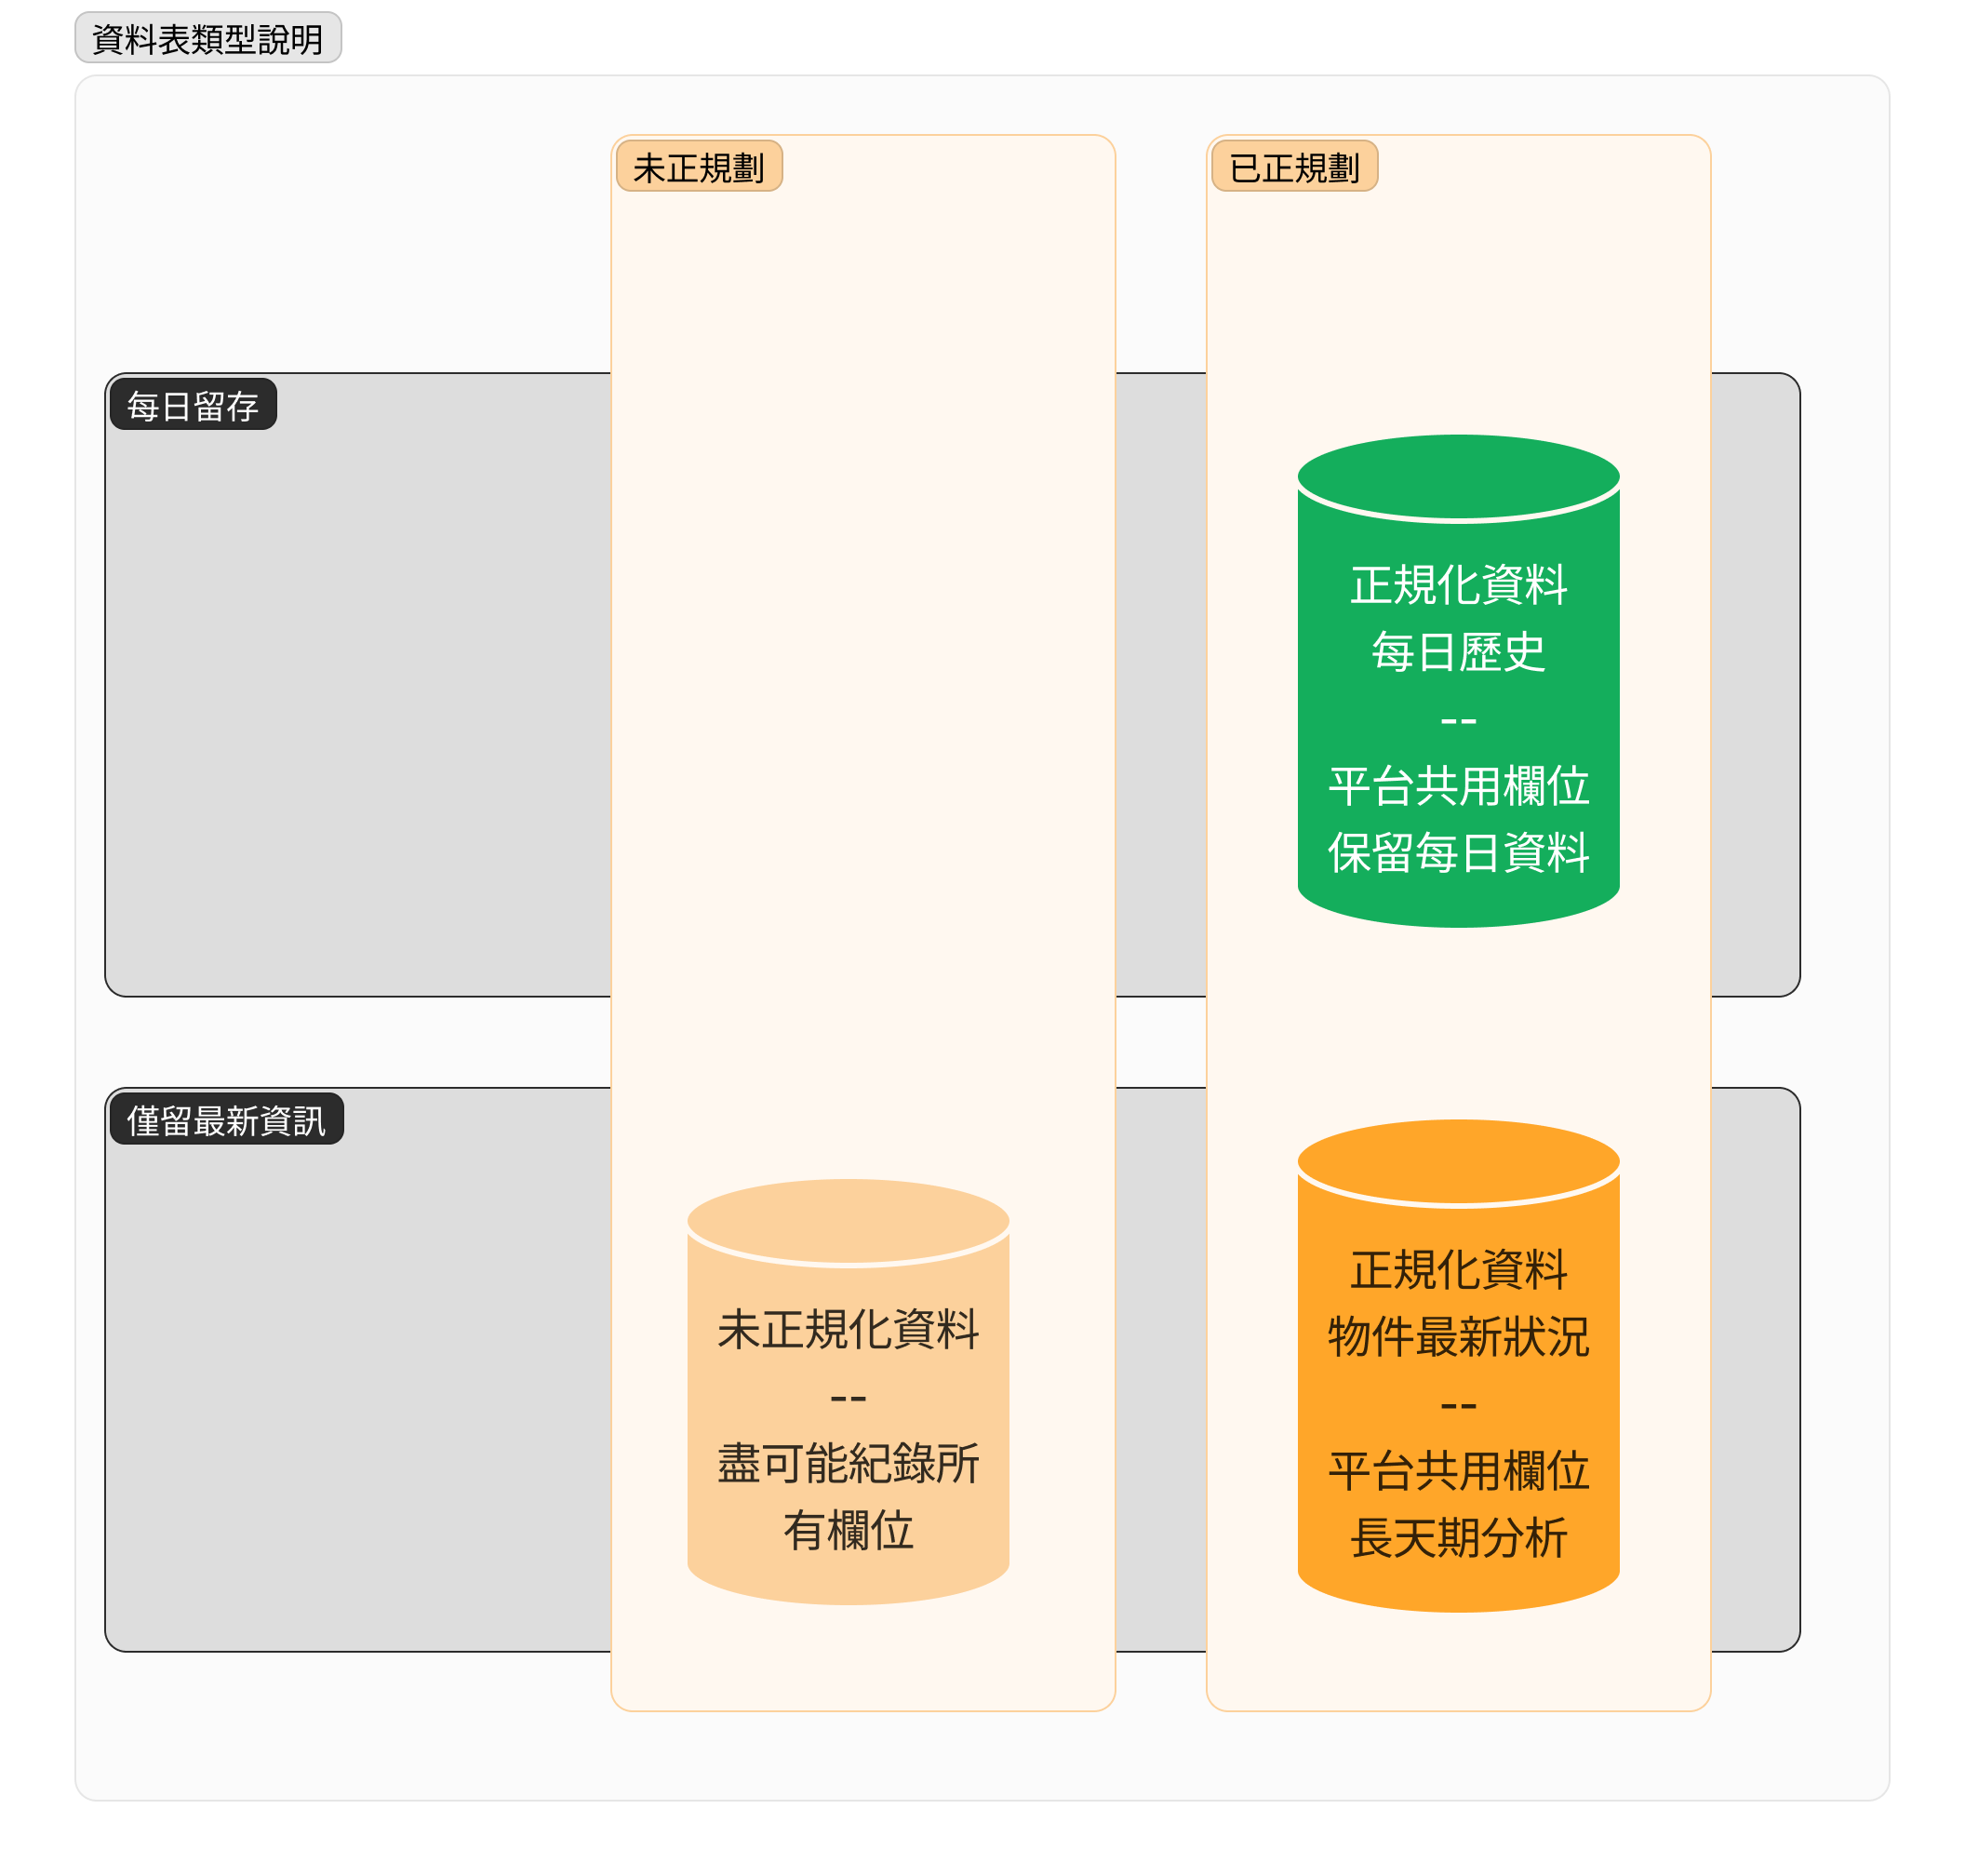 資料表類型說明
未正規劃
已正規劃
每日留存
正規化資料
每日歷史
--
平台共用欄位
保留每日資料
僅留最新資訊
未正規化資料
--
盡可能紀錄所
有欄位
正規化資料
物件最新狀況
--
平台共用欄位
長天期分析